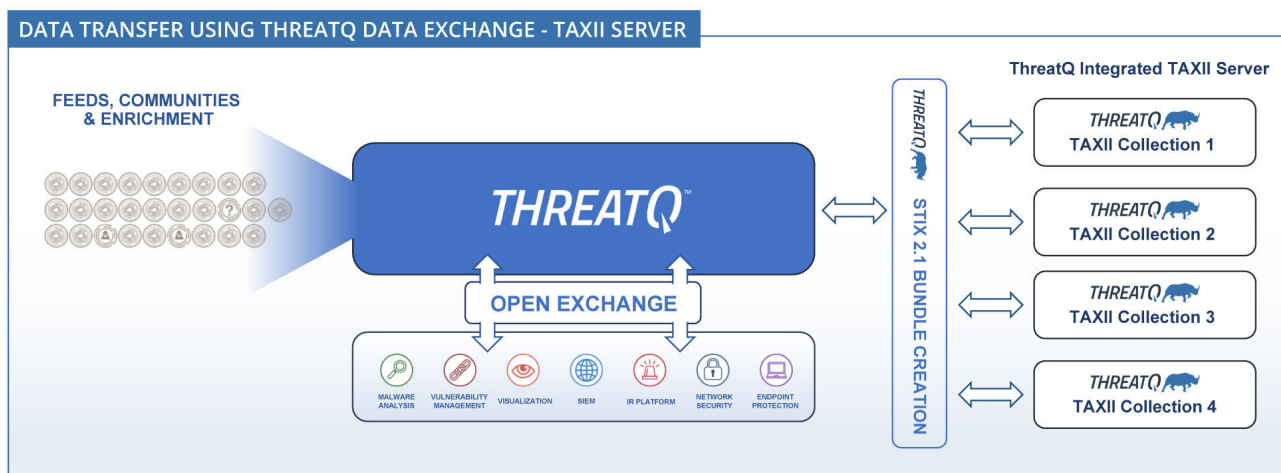 DATA TRANSFER USING THREATQ DATA EXCHANGE - TAXII SERVER
FEEDS, COMMUNITIES
& ENRICHMENT
?
THREATQ™
OPEN EXCHANGE
MALWARE
ANALYSIS
VULNERABILITY
MANAGEMENT
VISUALIZATION
SIEM
IR PLATFORM
NETWORK
SECURITY
ENDPOINT
PROTECTION
THREATQ STIX 2.1 BUNDLE CREATION
ThreatQ Integrated TAXII Server
THREATQ
TAXII Collection 1
THREATQ
TAXII Collection 2
THREATQ
TAXII Collection 3
THREATQ
TAXII Collection 4